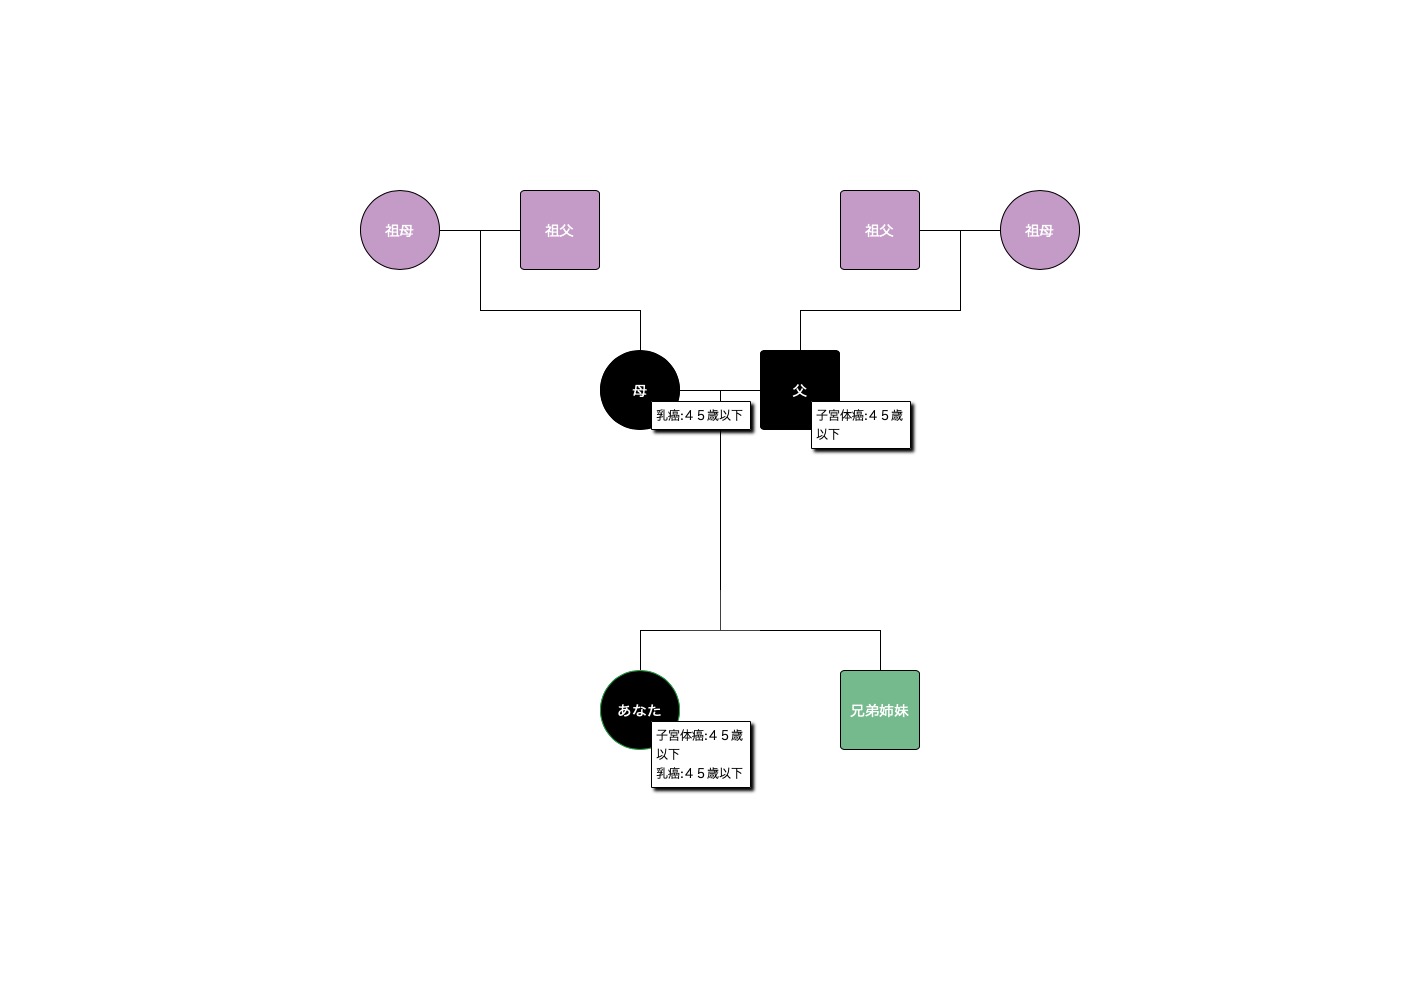 祖母
祖父
祖父
祖母
母
父
乳癌:４５歳以下
子宮体癌:４５歳
以下
あなた
兄弟姉妹
子宮体癌:４５歳
以下
乳癌:４５歳以下